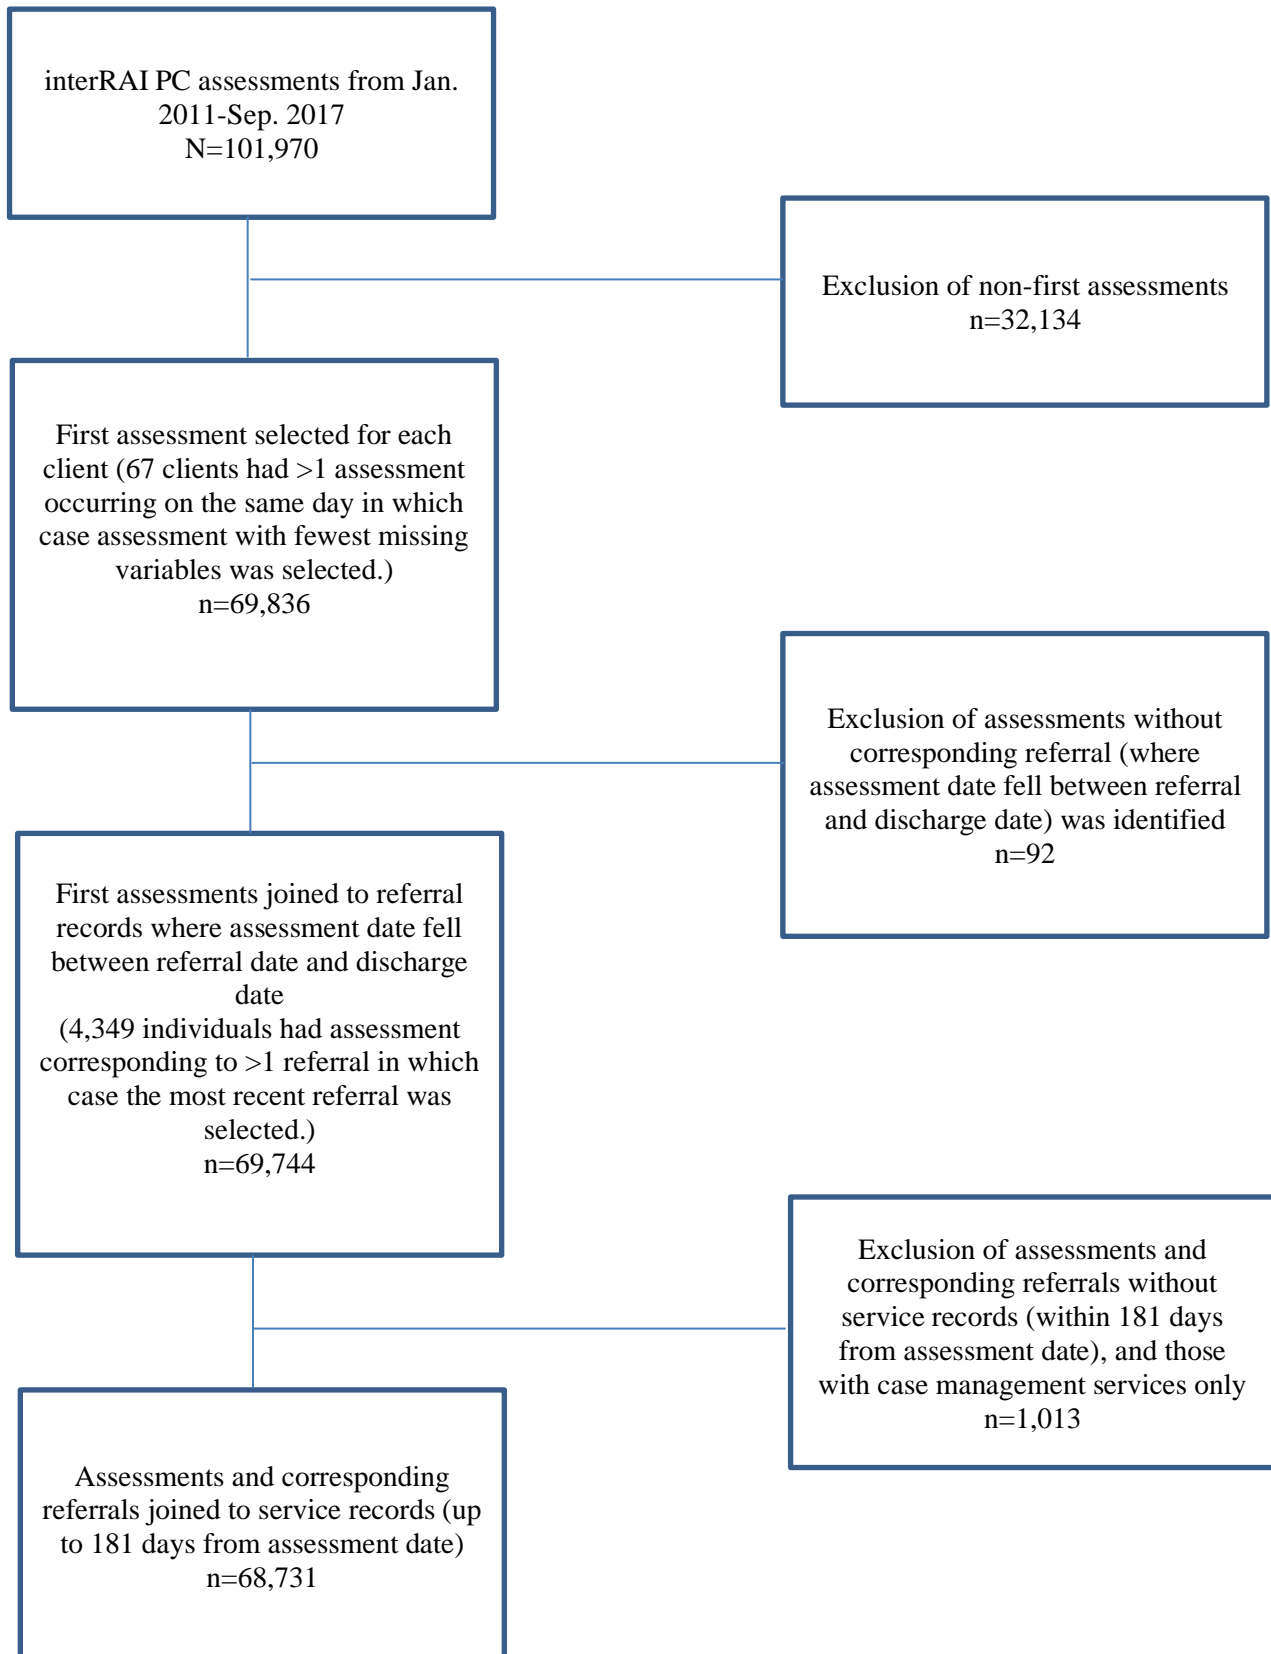 interRAI PC assessments from Jan.
2011-Sep. 2017
N=101,970
Exclusion of non-first assessments
n=32,134
First assessment selected for each
client (67 clients had >1 assessment
occurring on the same day in which
case assessment with fewest missing
variables was selected.)
n=69,836
Exclusion of assessments without
corresponding referral (where
assessment date fell between referral
and discharge date) was identified
n=92
First assessments joined to referral
records where assessment date fell
between referral date and discharge
date
(4,349 individuals had assessment
corresponding to >1 referral in which
case the most recent referral was
selected.)
n=69,744
Exclusion of assessments and
corresponding referrals without
service records (within 181 days
from assessment date), and those
with case management services only
n=1,013
Assessments and corresponding
referrals joined to service records (up
to 181 days from assessment date)
n=68,731